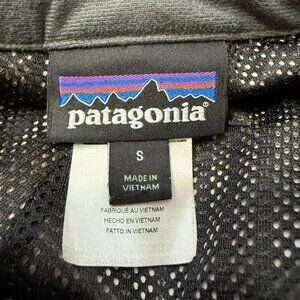 patagonia®
S
MADE IN
VIETNAM
FABRIQUÉ AU VIETNAM
HECHO EN VIETNAM
FATTO IN VIETNAM